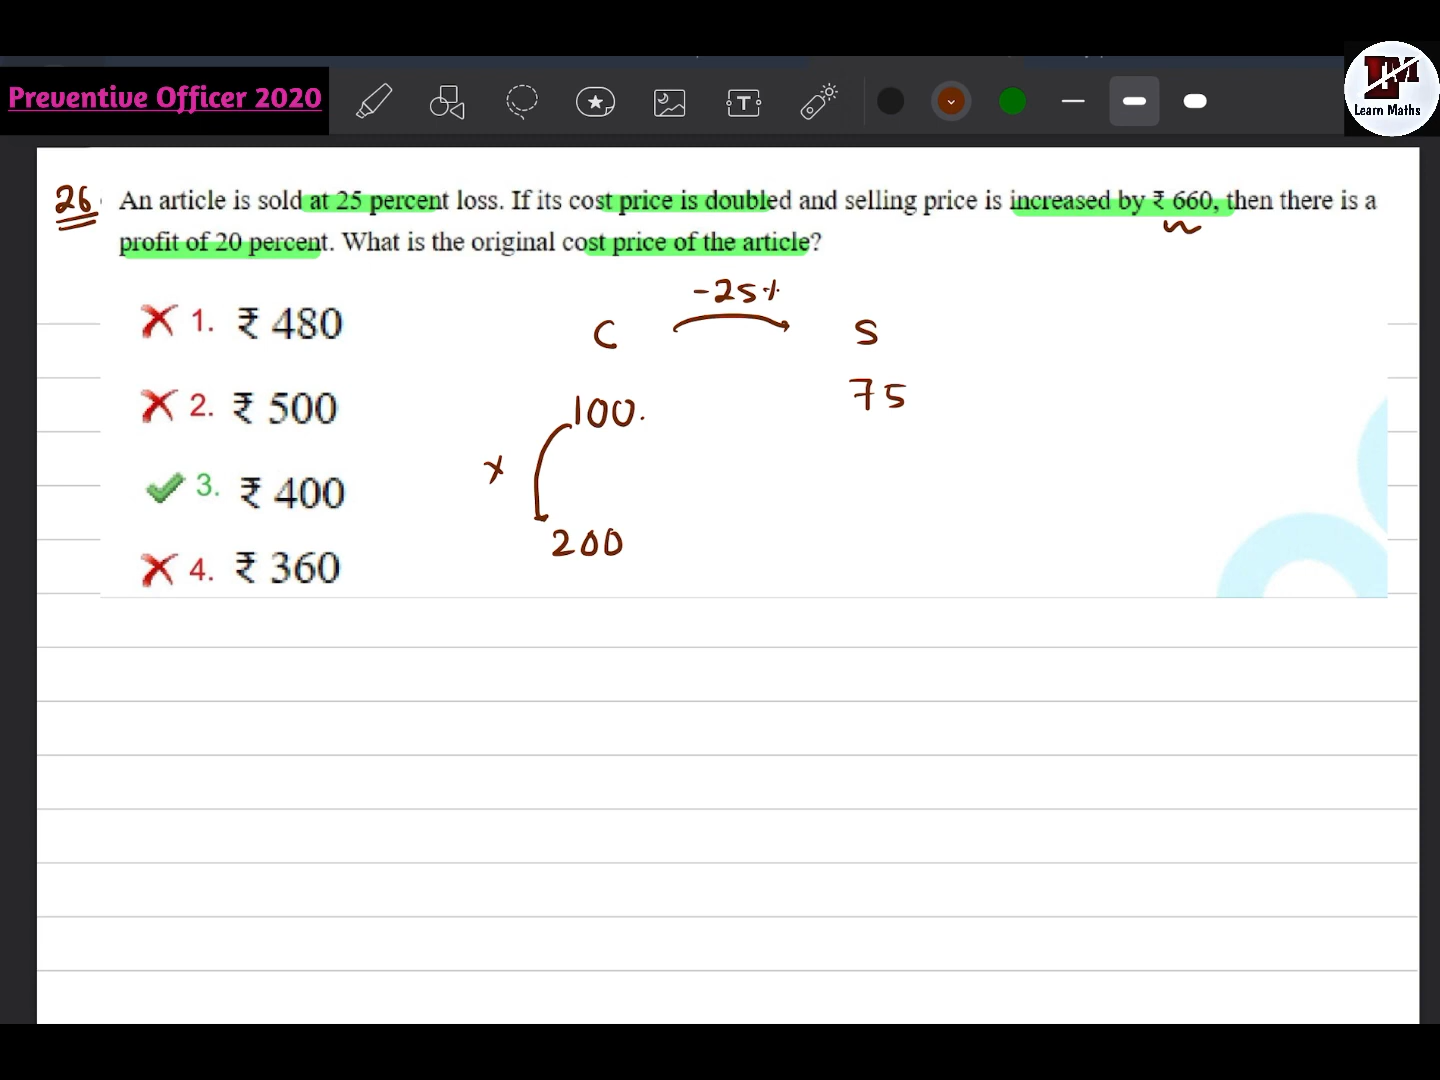 Preventive Officer 2020
T
LTM
Learn Maths
26 An article is sold at 25 percent loss. If its cost price is doubled and selling price is increased by ₹ 660, then there is a
profit of 20 percent. What is the original cost price of the article?
-25%
1. ₹ 480
C S
2. ₹ 500
100. 75
x
3. ₹ 400
200
4. ₹ 360